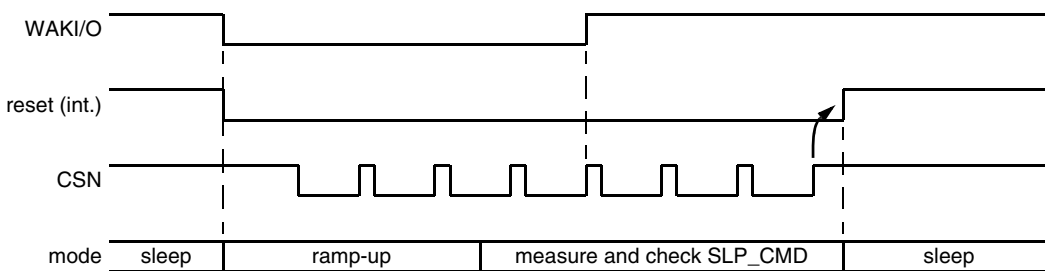 WAKI/O
reset (int.)
CSN
mode sleep ramp-up measure and check SLP_CMD sleep